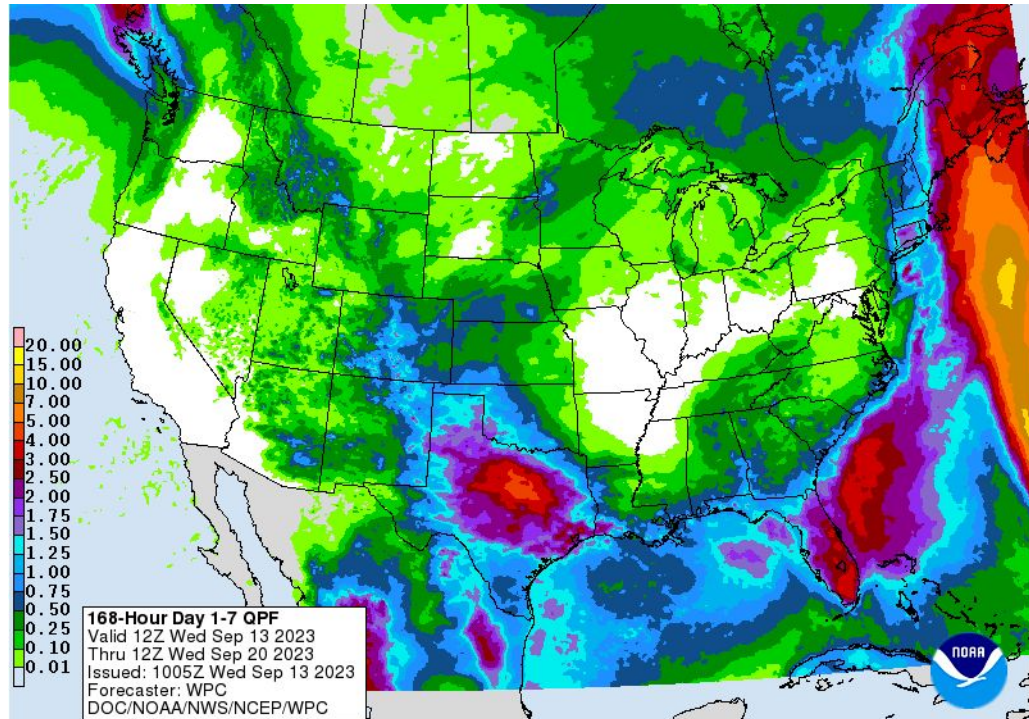 20.00
15.00
10.00
7.00
5.00
4.00
3.00
2.50
2.00
1.75
1.50
1.25
1.00
0.75
0.50
0.25
0.10
0.01
168-Hour Day 1-7 QPF
Valid 12Z Wed Sep 13 2023
Thru 12Z Wed Sep 20 2023
Issued: 1005Z Wed Sep 13 2023
Forecaster: WPC
DOC/NOAA/NWS/NCEP/WPC
NOAA